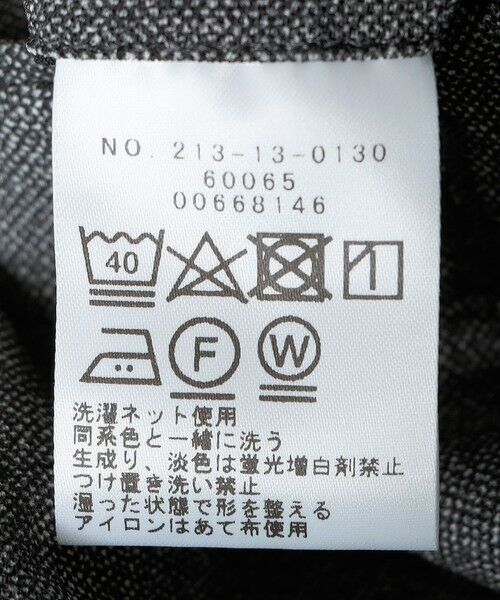 NO. 213-13-0130
60065
00668146
40
F W
洗濯ネット使用
同系色と一緒に洗う
生成り、淡色は蛍光増白剤禁止
つけ置き洗い禁止
湿った状態で形を整える
アイロンはあて布使用